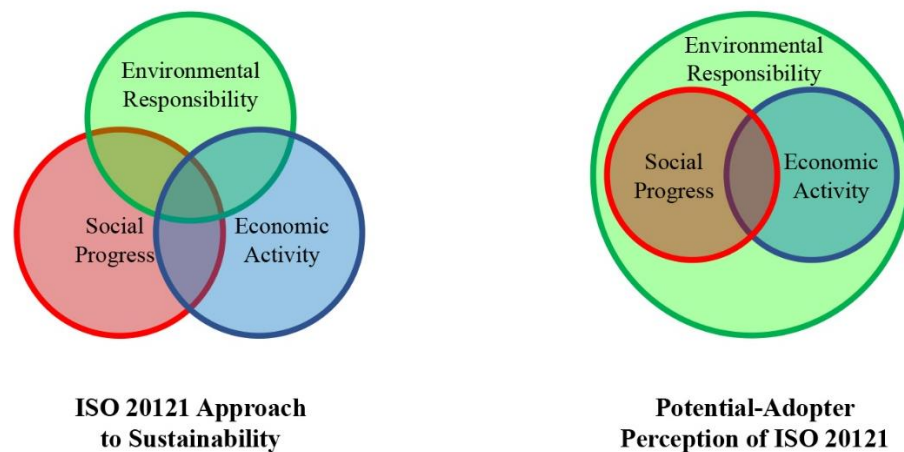 Environmental
Responsibility
Social
Progress
Economic
Activity
ISO 20121 Approach
to Sustainability
Environmental
Responsibility
Social
Progress
Economic
Activity
Potential-Adopter
Perception of ISO 20121